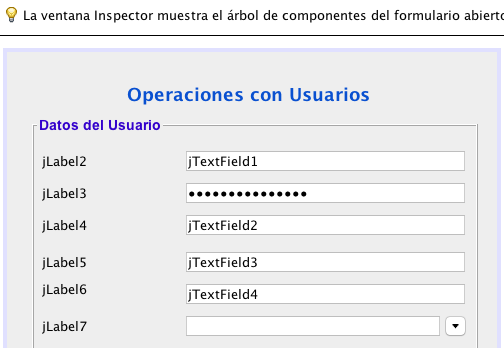 La ventana Inspector muestra el árbol de componentes del formulario abierto
Operaciones con Usuarios
Datos del Usuario
jLabel2 jTextField1
jLabel3 •••••••••••••••
jLabel4 jTextField2
jLabel5 jTextField3
jLabel6 jTextField4
jLabel7